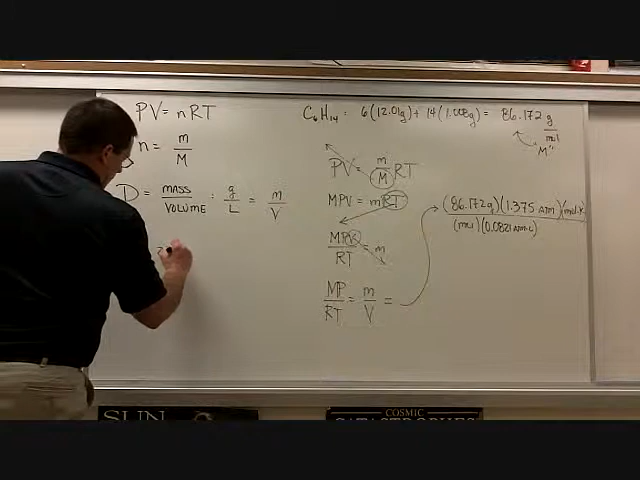 PV = nRT
n = m/M
D = MASS/VOLUME : g/L = m/V
C₆H₁₄ = 6(12.01g) + 14(1.008g) = 86.172 g/mol
"M"
PV = m/M RT
MPV = mRT
MPV/RT = m
MP/RT = m/V =
(86.172g)(1.375 ATM)(mol·K)/(mol)(0.0821 ATM·L)
SUN
COSMIC
CATASTROPHES